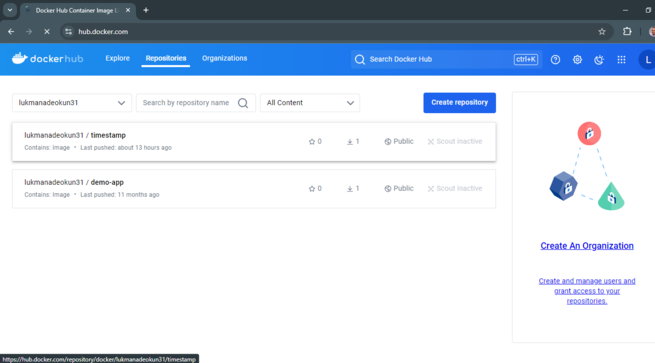 Docker Hub Container Image L
hub.docker.com
dockerhub
Explore
Repositories
Organizations
Search Docker Hub
ctrl+K
L
lukmanadeokun31
Search by repository name
All Content
Create repository
lukmanadeokun31 / timestamp
Contains: Image • Last pushed: about 13 hours ago
0
1
Public
Scout inactive
lukmanadeokun31 / demo-app
Contains: Image • Last pushed: 11 months ago
0
1
Public
Scout inactive
Create An Organization
Create and manage users and
grant access to your
repositories.
https://hub.docker.com/repository/docker/lukmanadeokun31/timestamp